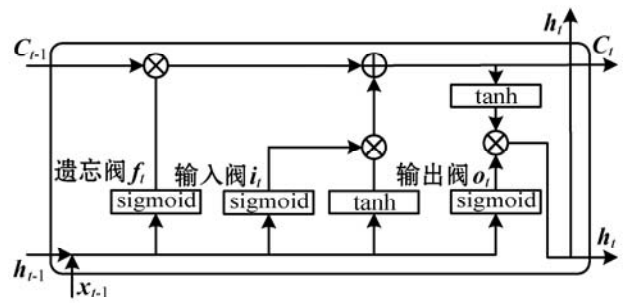 h_t
C_{t-1}
C_t
tanh
遗忘阀 f_t
输入阀 i_t
输出阀 o_t
sigmoid
sigmoid
tanh
sigmoid
h_{t-1}
h_t
x_{t-1}